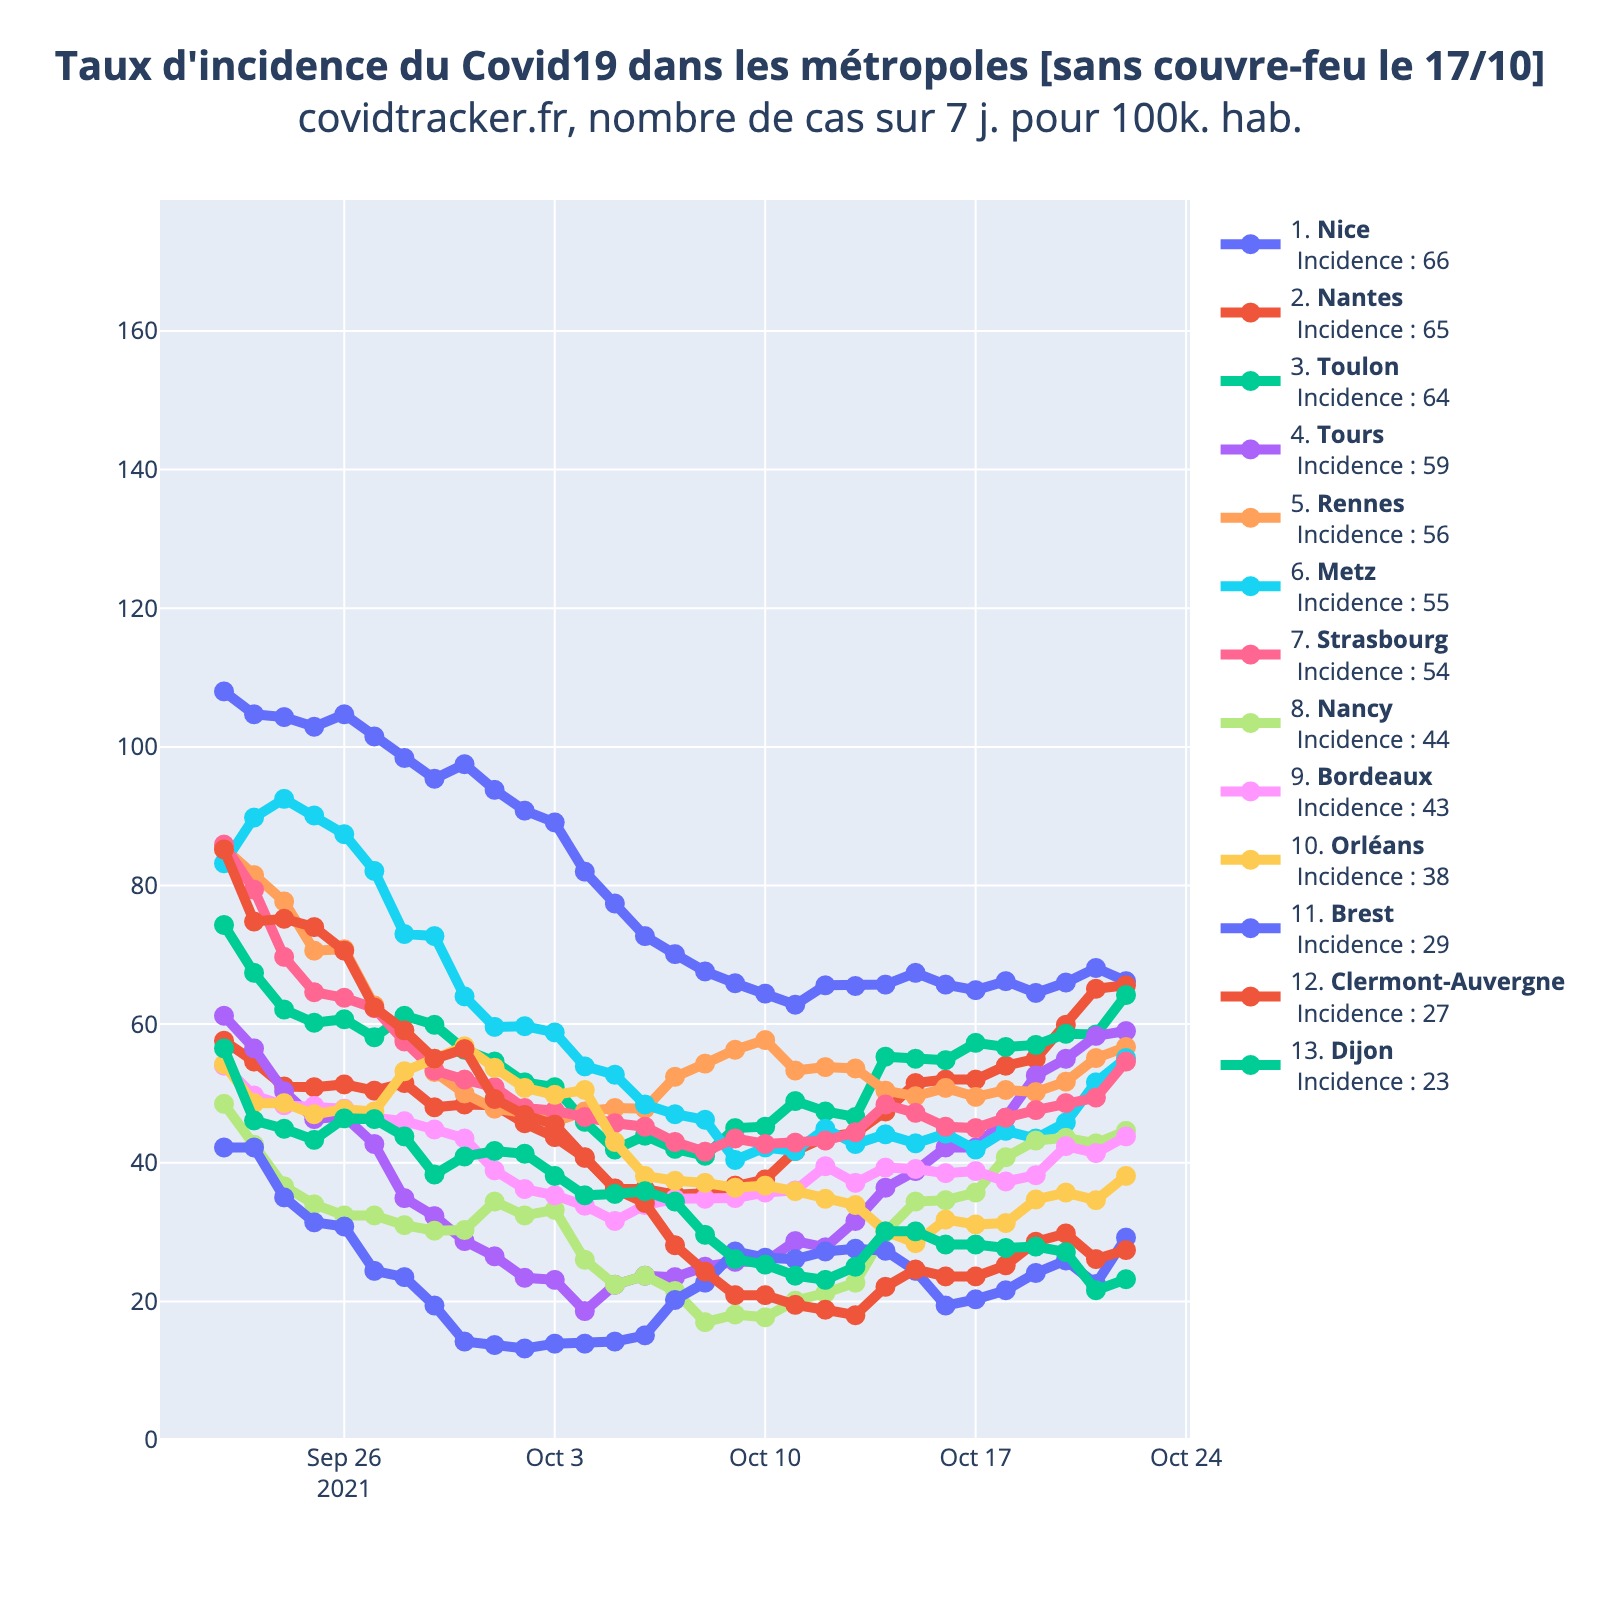 Taux d'incidence du Covid19 dans les métropoles [sans couvre-feu le 17/10]
covidtracker.fr, nombre de cas sur 7 j. pour 100k. hab.
160
140
120
100
80
60
40
20
0
Sep 26
2021
Oct 3
Oct 10
Oct 17
Oct 24
1. Nice
Incidence : 66
2. Nantes
Incidence : 65
3. Toulon
Incidence : 64
4. Tours
Incidence : 59
5. Rennes
Incidence : 56
6. Metz
Incidence : 55
7. Strasbourg
Incidence : 54
8. Nancy
Incidence : 44
9. Bordeaux
Incidence : 43
10. Orléans
Incidence : 38
11. Brest
Incidence : 29
12. Clermont-Auvergne
Incidence : 27
13. Dijon
Incidence : 23